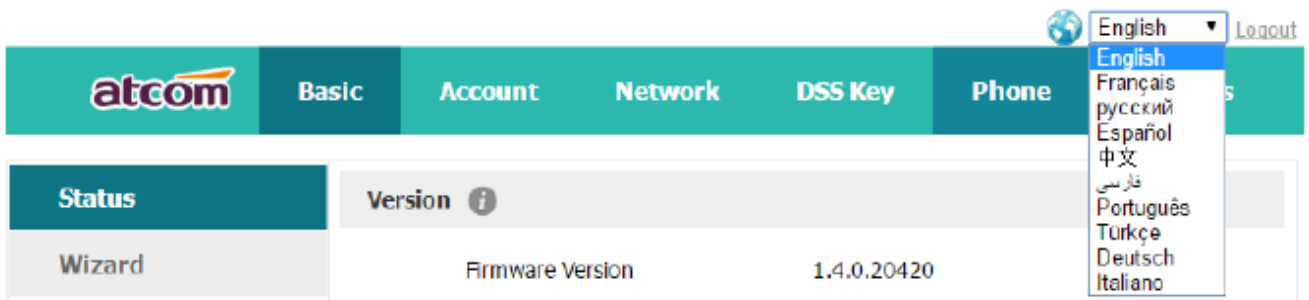 English Logout
English
Français
русский
Español
中文
فارسی
Português
Türkçe
Deutsch
Italiano
atcom Basic Account Network DSS Key Phone
Status
Wizard
Version
Firmware Version 1.4.0.20420